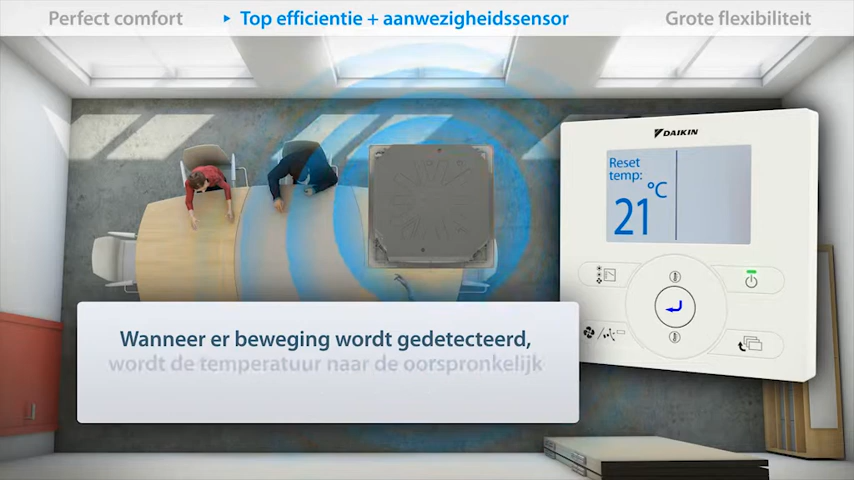 Perfect comfort
Top efficientie + aanwezigheidssensor
Grote flexibiliteit
DAIKIN
Reset
temp:
21 °C
Wanneer er beweging wordt gedetecteerd,
wordt de temperatuur naar de oorspronkelijk